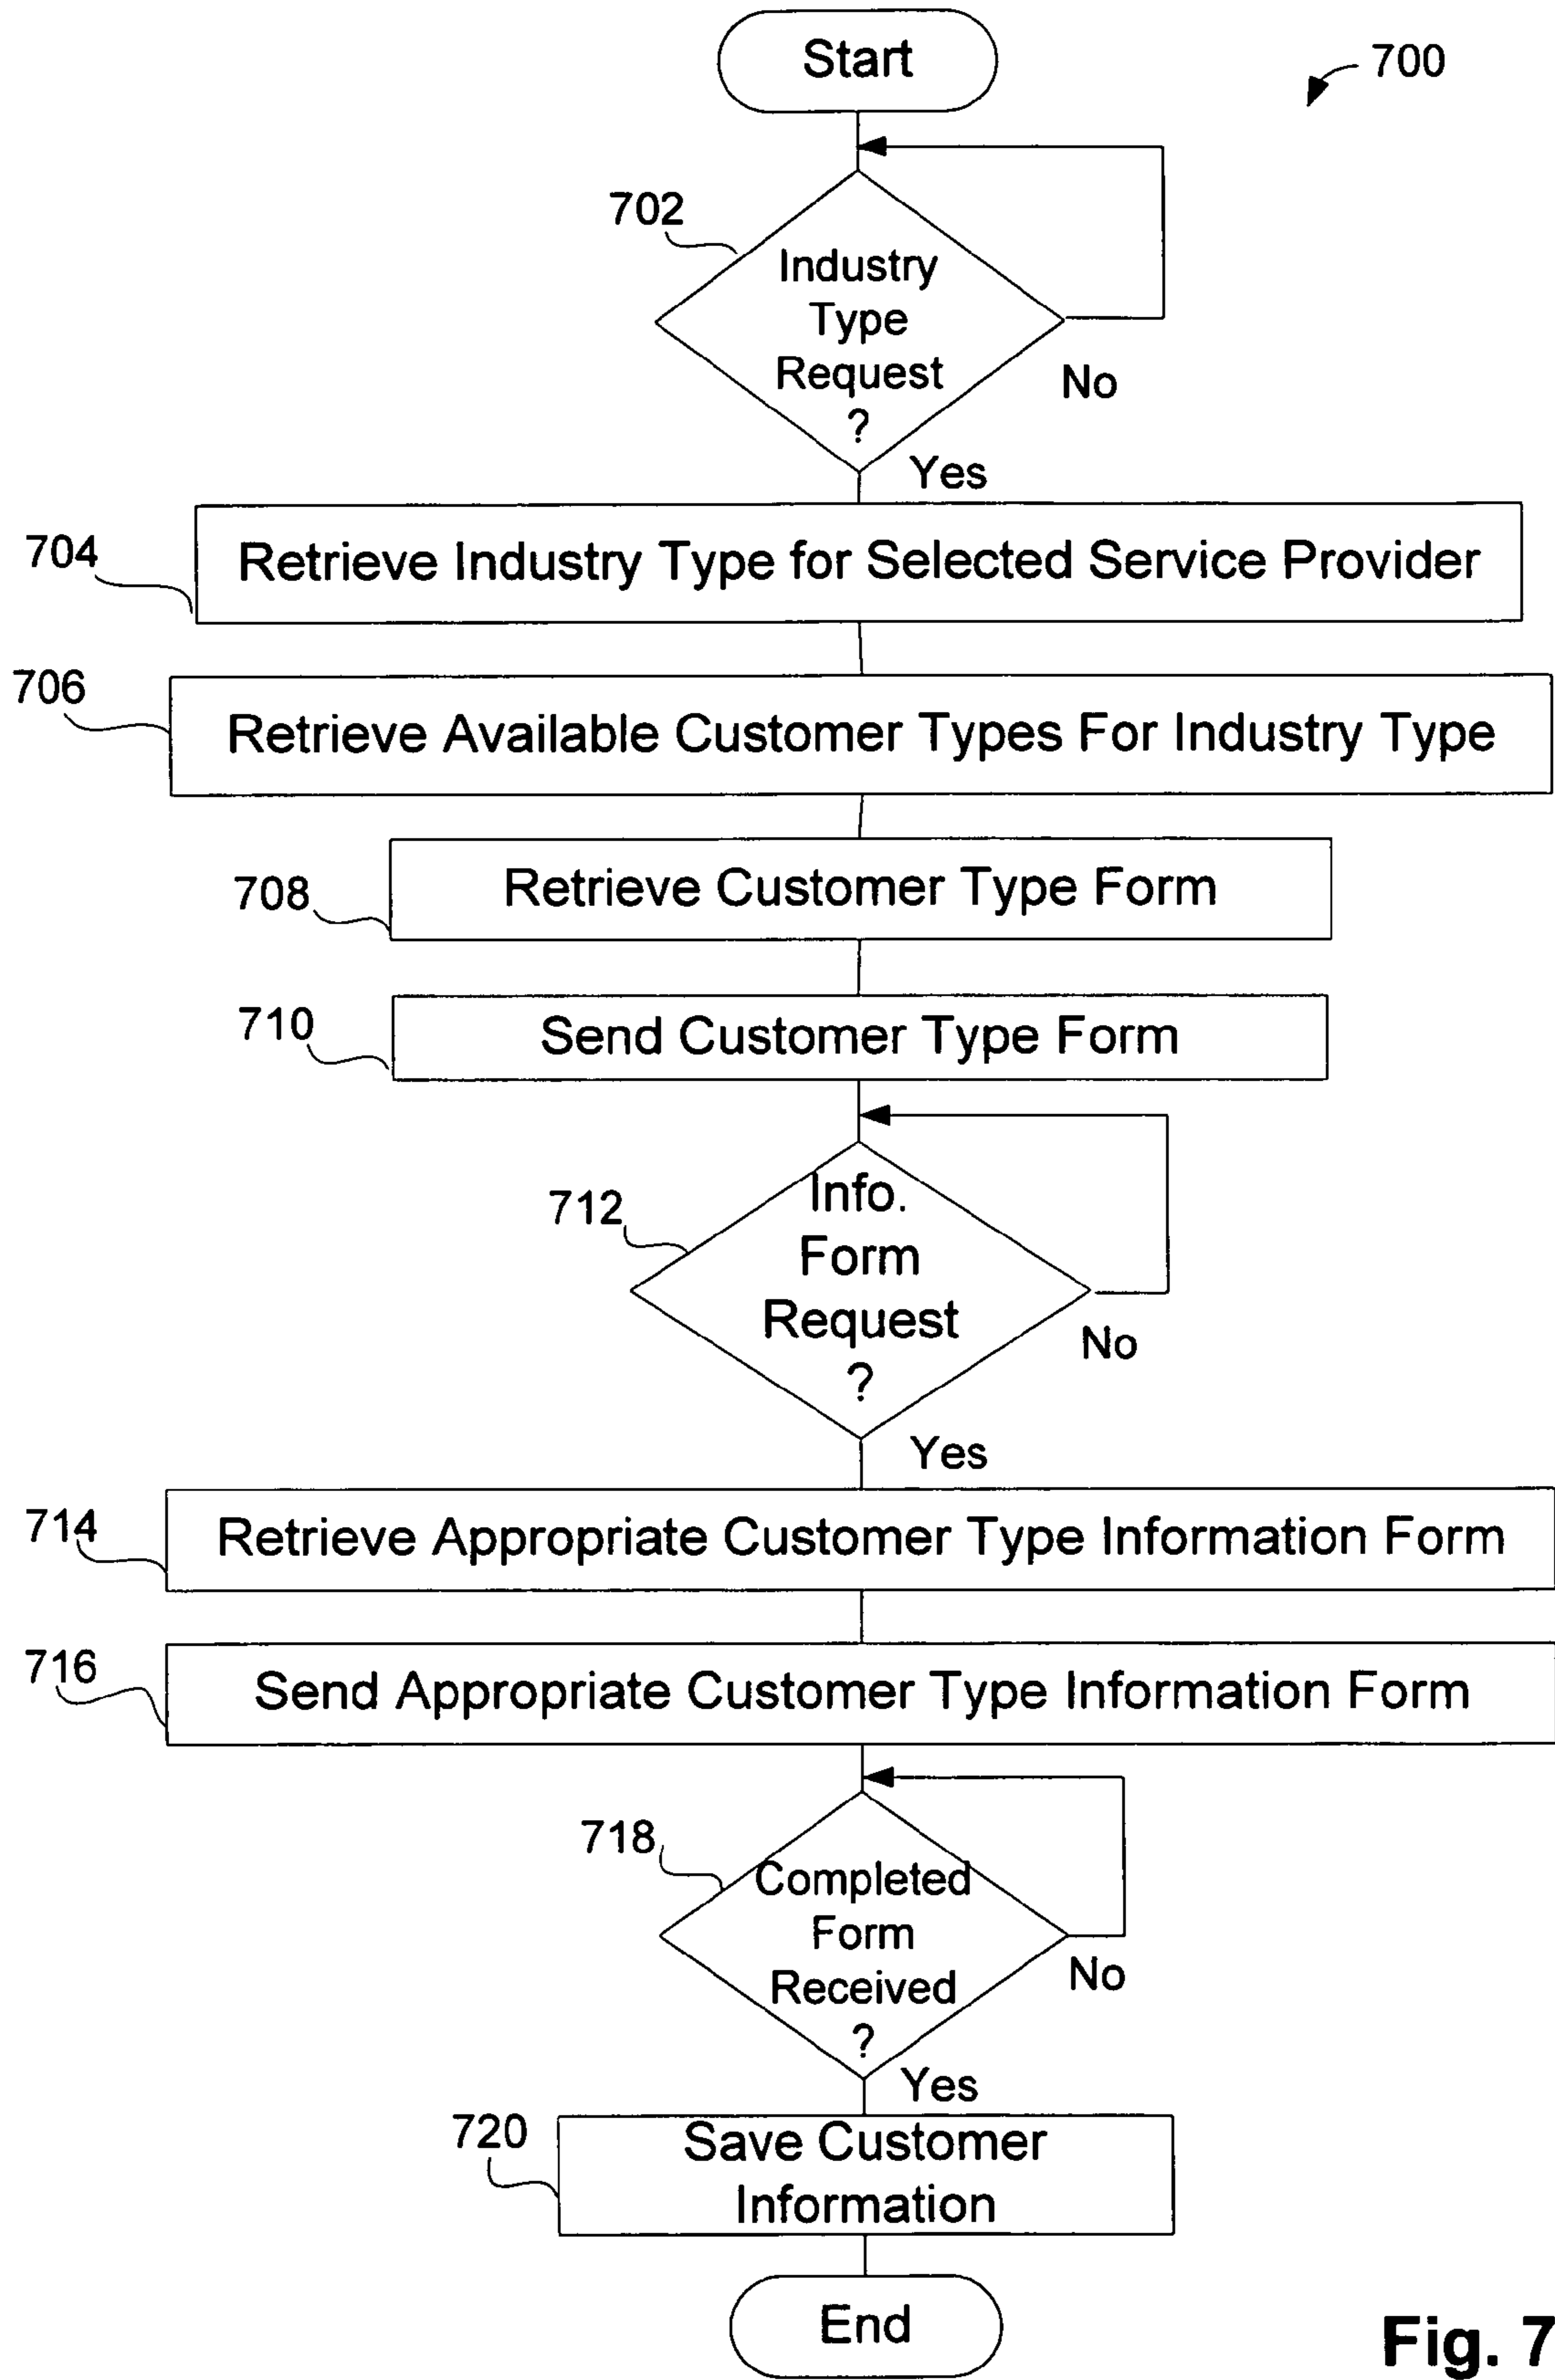 Start
700
702
Industry
Type
Request
?
No
Yes
704
Retrieve Industry Type for Selected Service Provider
706
Retrieve Available Customer Types For Industry Type
708
Retrieve Customer Type Form
710
Send Customer Type Form
712
Info.
Form
Request
?
No
Yes
714
Retrieve Appropriate Customer Type Information Form
716
Send Appropriate Customer Type Information Form
718
Completed
Form
Received
?
No
Yes
720
Save Customer
Information
End
Fig. 7